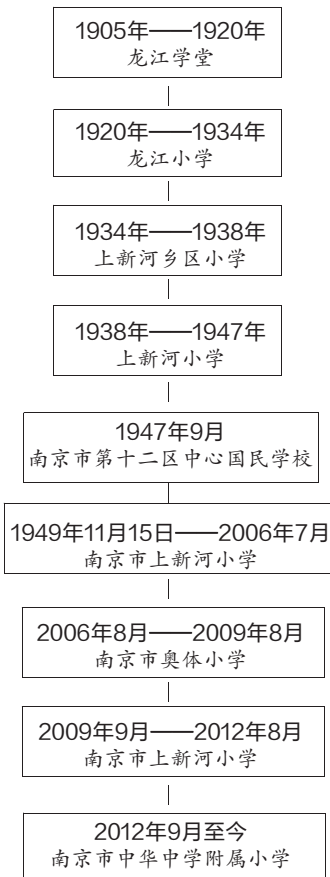 1905年——1920年
龙江学堂
1920年——1934年
龙江小学
1934年——1938年
上新河乡区小学
1938年——1947年
上新河小学
1947年9月
南京市第十二区中心国民学校
1949年11月15日——2006年7月
南京市上新河小学
2006年8月——2009年8月
南京市奥体小学
2009年9月——2012年8月
南京市上新河小学
2012年9月至今
南京市中华中学附属小学